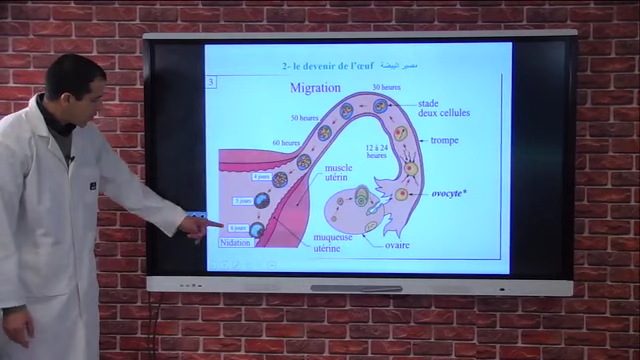 2- le devenir de l'œuf مصير البيضة
3
Migration
30 heures
50 heures
stade
deux cellules
60 heures
12 à 24
heures
trompe
4 jours
muscle
utérin
5 jours
ovocyte*
6 jours
Nidation
muqueuse
utérine
ovaire